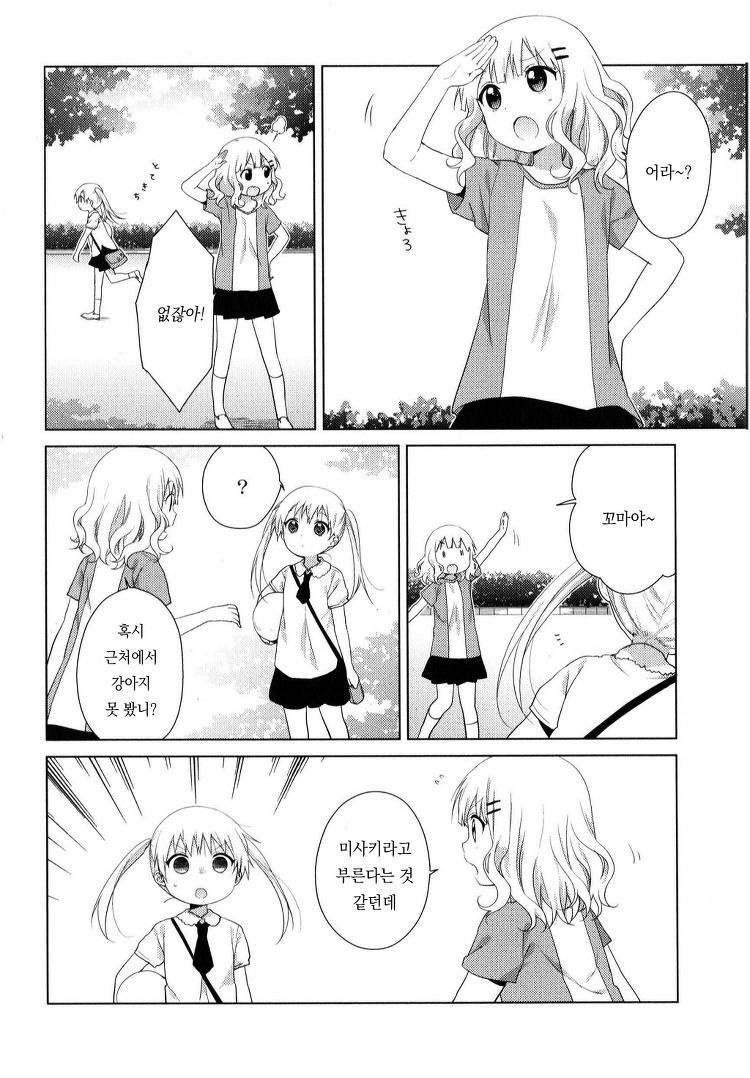 어라~?
きょろ
없잖아!
とてちてき
꼬마야~
?
혹시
근처에서
강아지
못 봤니?
미사키라고
부른다는 것
같던데